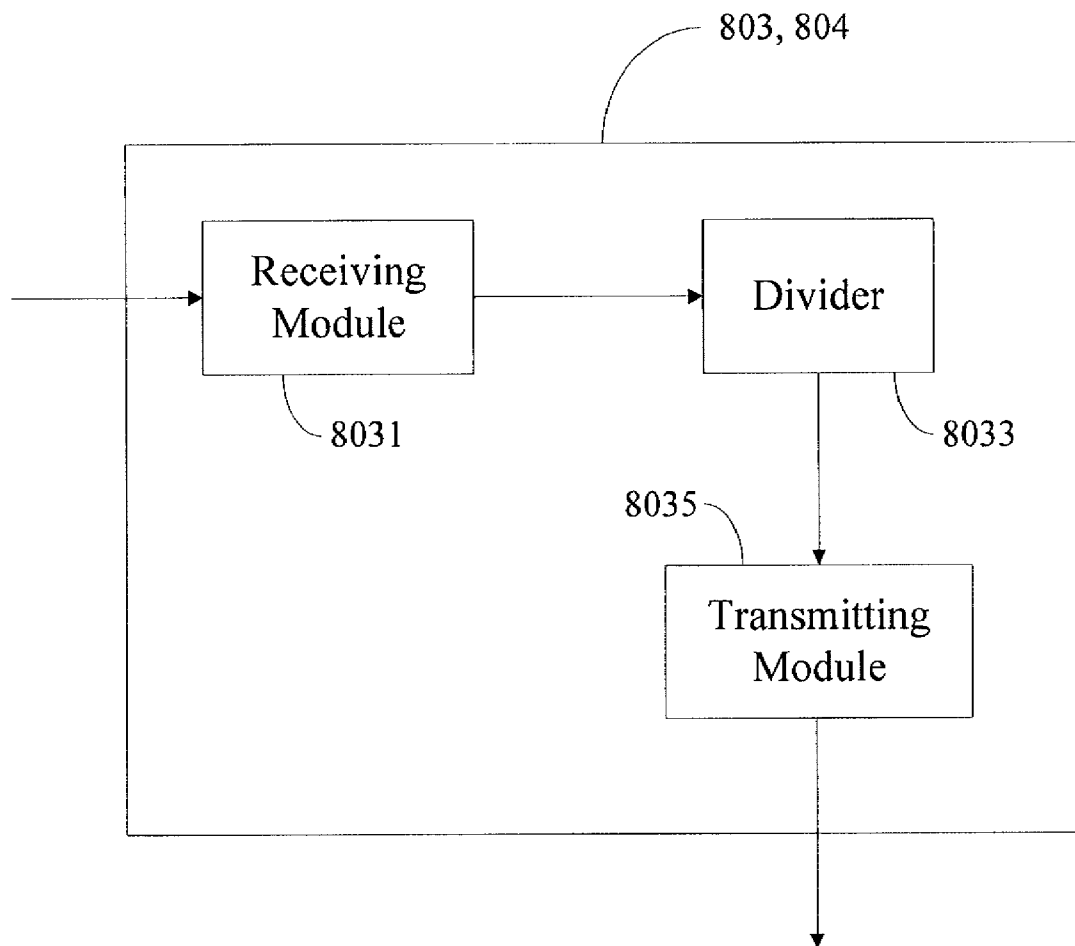 803, 804
Receiving
Module
8031
Divider
8033
8035
Transmitting
Module